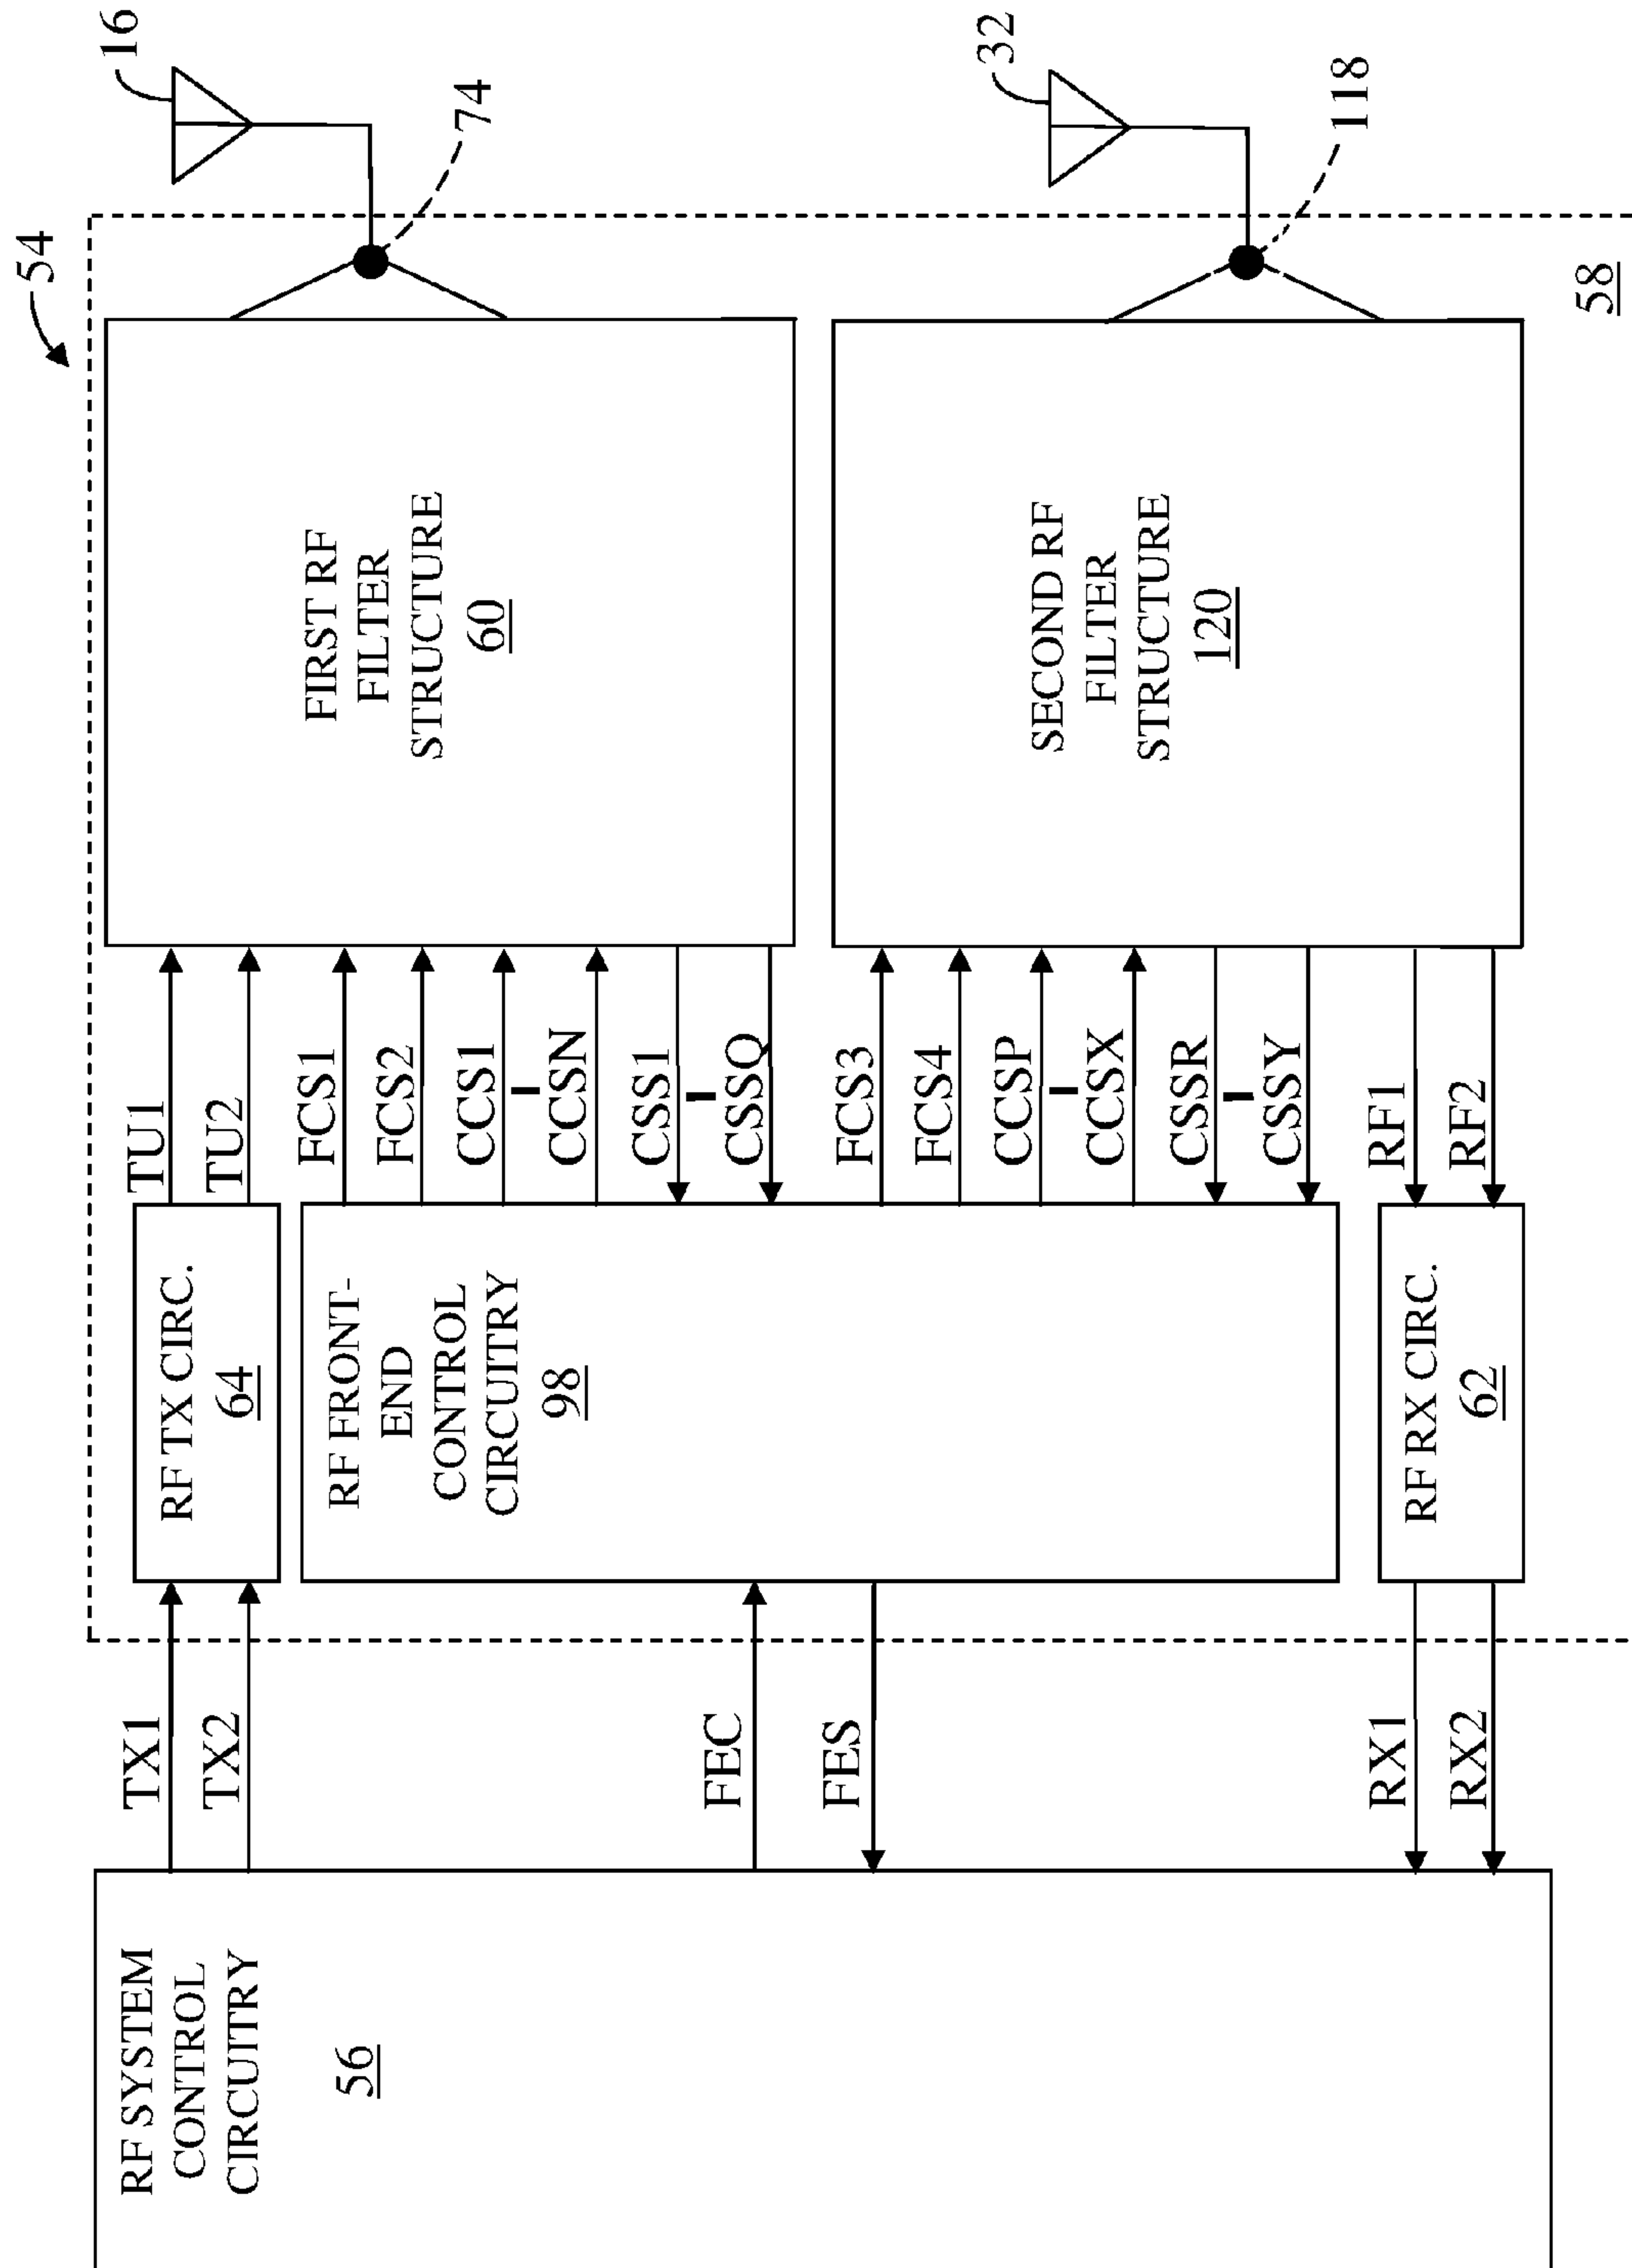 54
16
74
32
118
58
FIRST RF
FILTER
STRUCTURE
60
SECOND RF
FILTER
STRUCTURE
120
TU1
TU2
FCS1
FCS2
CCS1
CCSN
CSS1
CSSQ
FCS3
FCS4
CCSP
CCSX
CSSR
CSSY
RF1
RF2
RF TX CIRC.
64
RF FRONT-
END
CONTROL
CIRCUITRY
98
RF RX CIRC.
62
TX1
TX2
FEC
FES
RX1
RX2
RF SYSTEM
CONTROL
CIRCUITRY
56